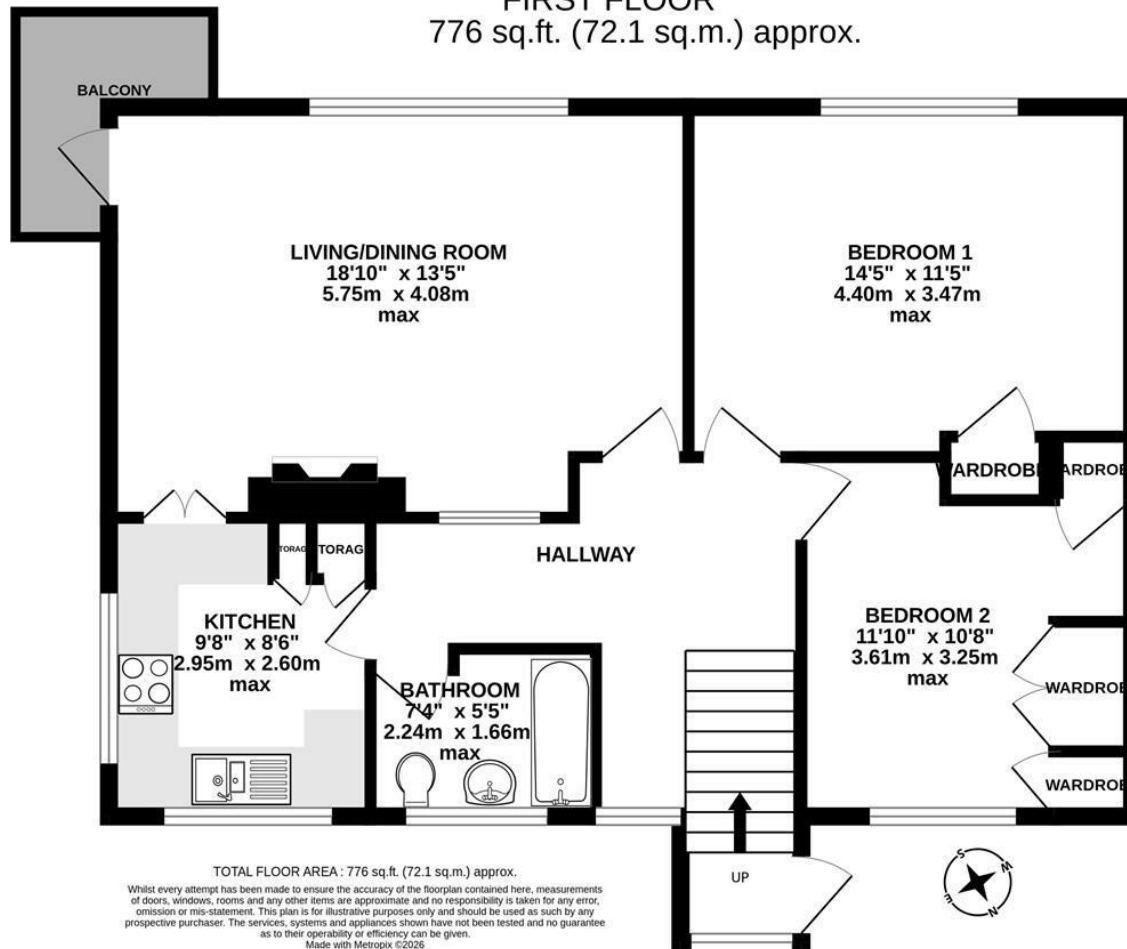 FIRST FLOOR
776 sq.ft. (72.1 sq.m.) approx.
BALCONY
LIVING/DINING ROOM
18'10" x 13'5"
5.75m x 4.08m
max
BEDROOM 1
14'5" x 11'5"
4.40m x 3.47m
max
WARDROBE
WARDROBE
TORAG
TORAG
HALLWAY
KITCHEN
9'8" x 8'6"
2.95m x 2.60m
max
BEDROOM 2
11'10" x 10'8"
3.61m x 3.25m
max
BATHROOM
7'4" x 5'5"
2.24m x 1.66m
max
WARDROBE
WARDROBE
UP
S
W
E
N
TOTAL FLOOR AREA : 776 sq.ft. (72.1 sq.m.) approx.
Whilst every attempt has been made to ensure the accuracy of the floorplan contained here, measurements
of doors, windows, rooms and any other items are approximate and no responsibility is taken for any error,
omission or mis-statement. This plan is for illustrative purposes only and should be used as such by any
prospective purchaser. The services, systems and appliances shown have not been tested and no guarantee
as to their operability or efficiency can be given.
Made with Metropix ©2026